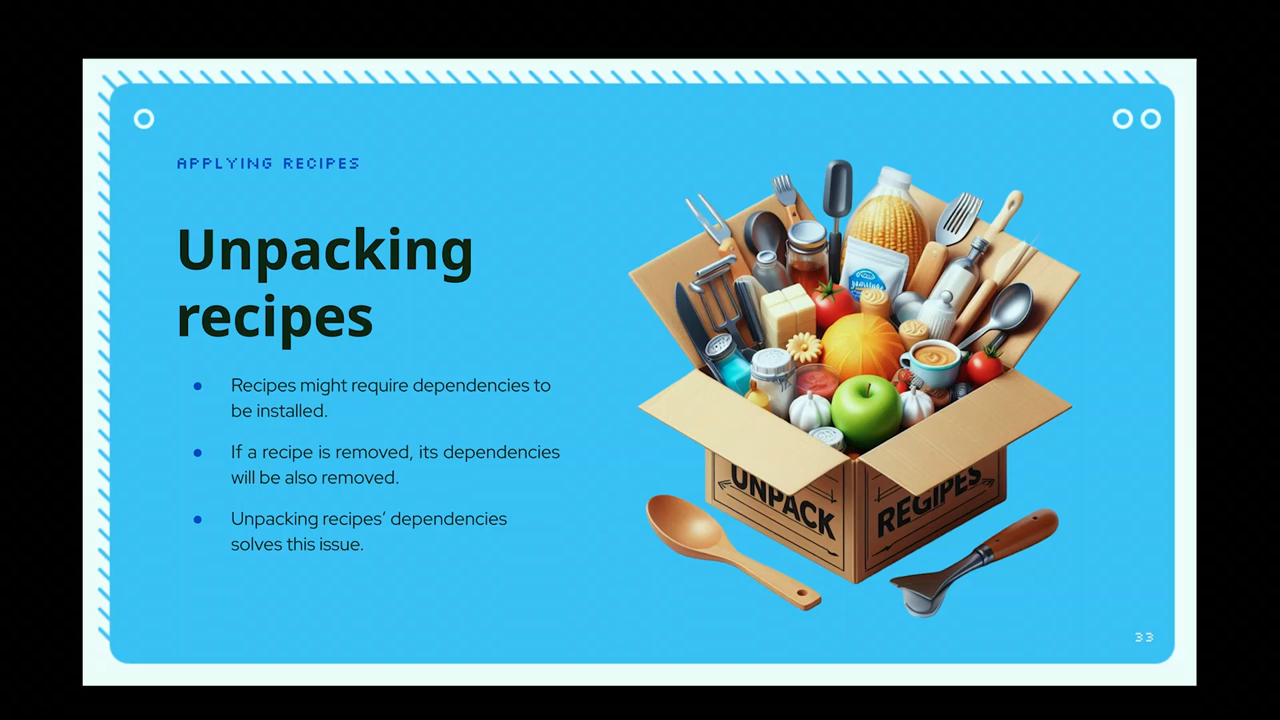 APPLYING RECIPES
Unpacking
recipes
Recipes might require dependencies to
be installed.
If a recipe is removed, its dependencies
will be also removed.
Unpacking recipes’ dependencies
solves this issue.
UNPACK
REGIPES
33